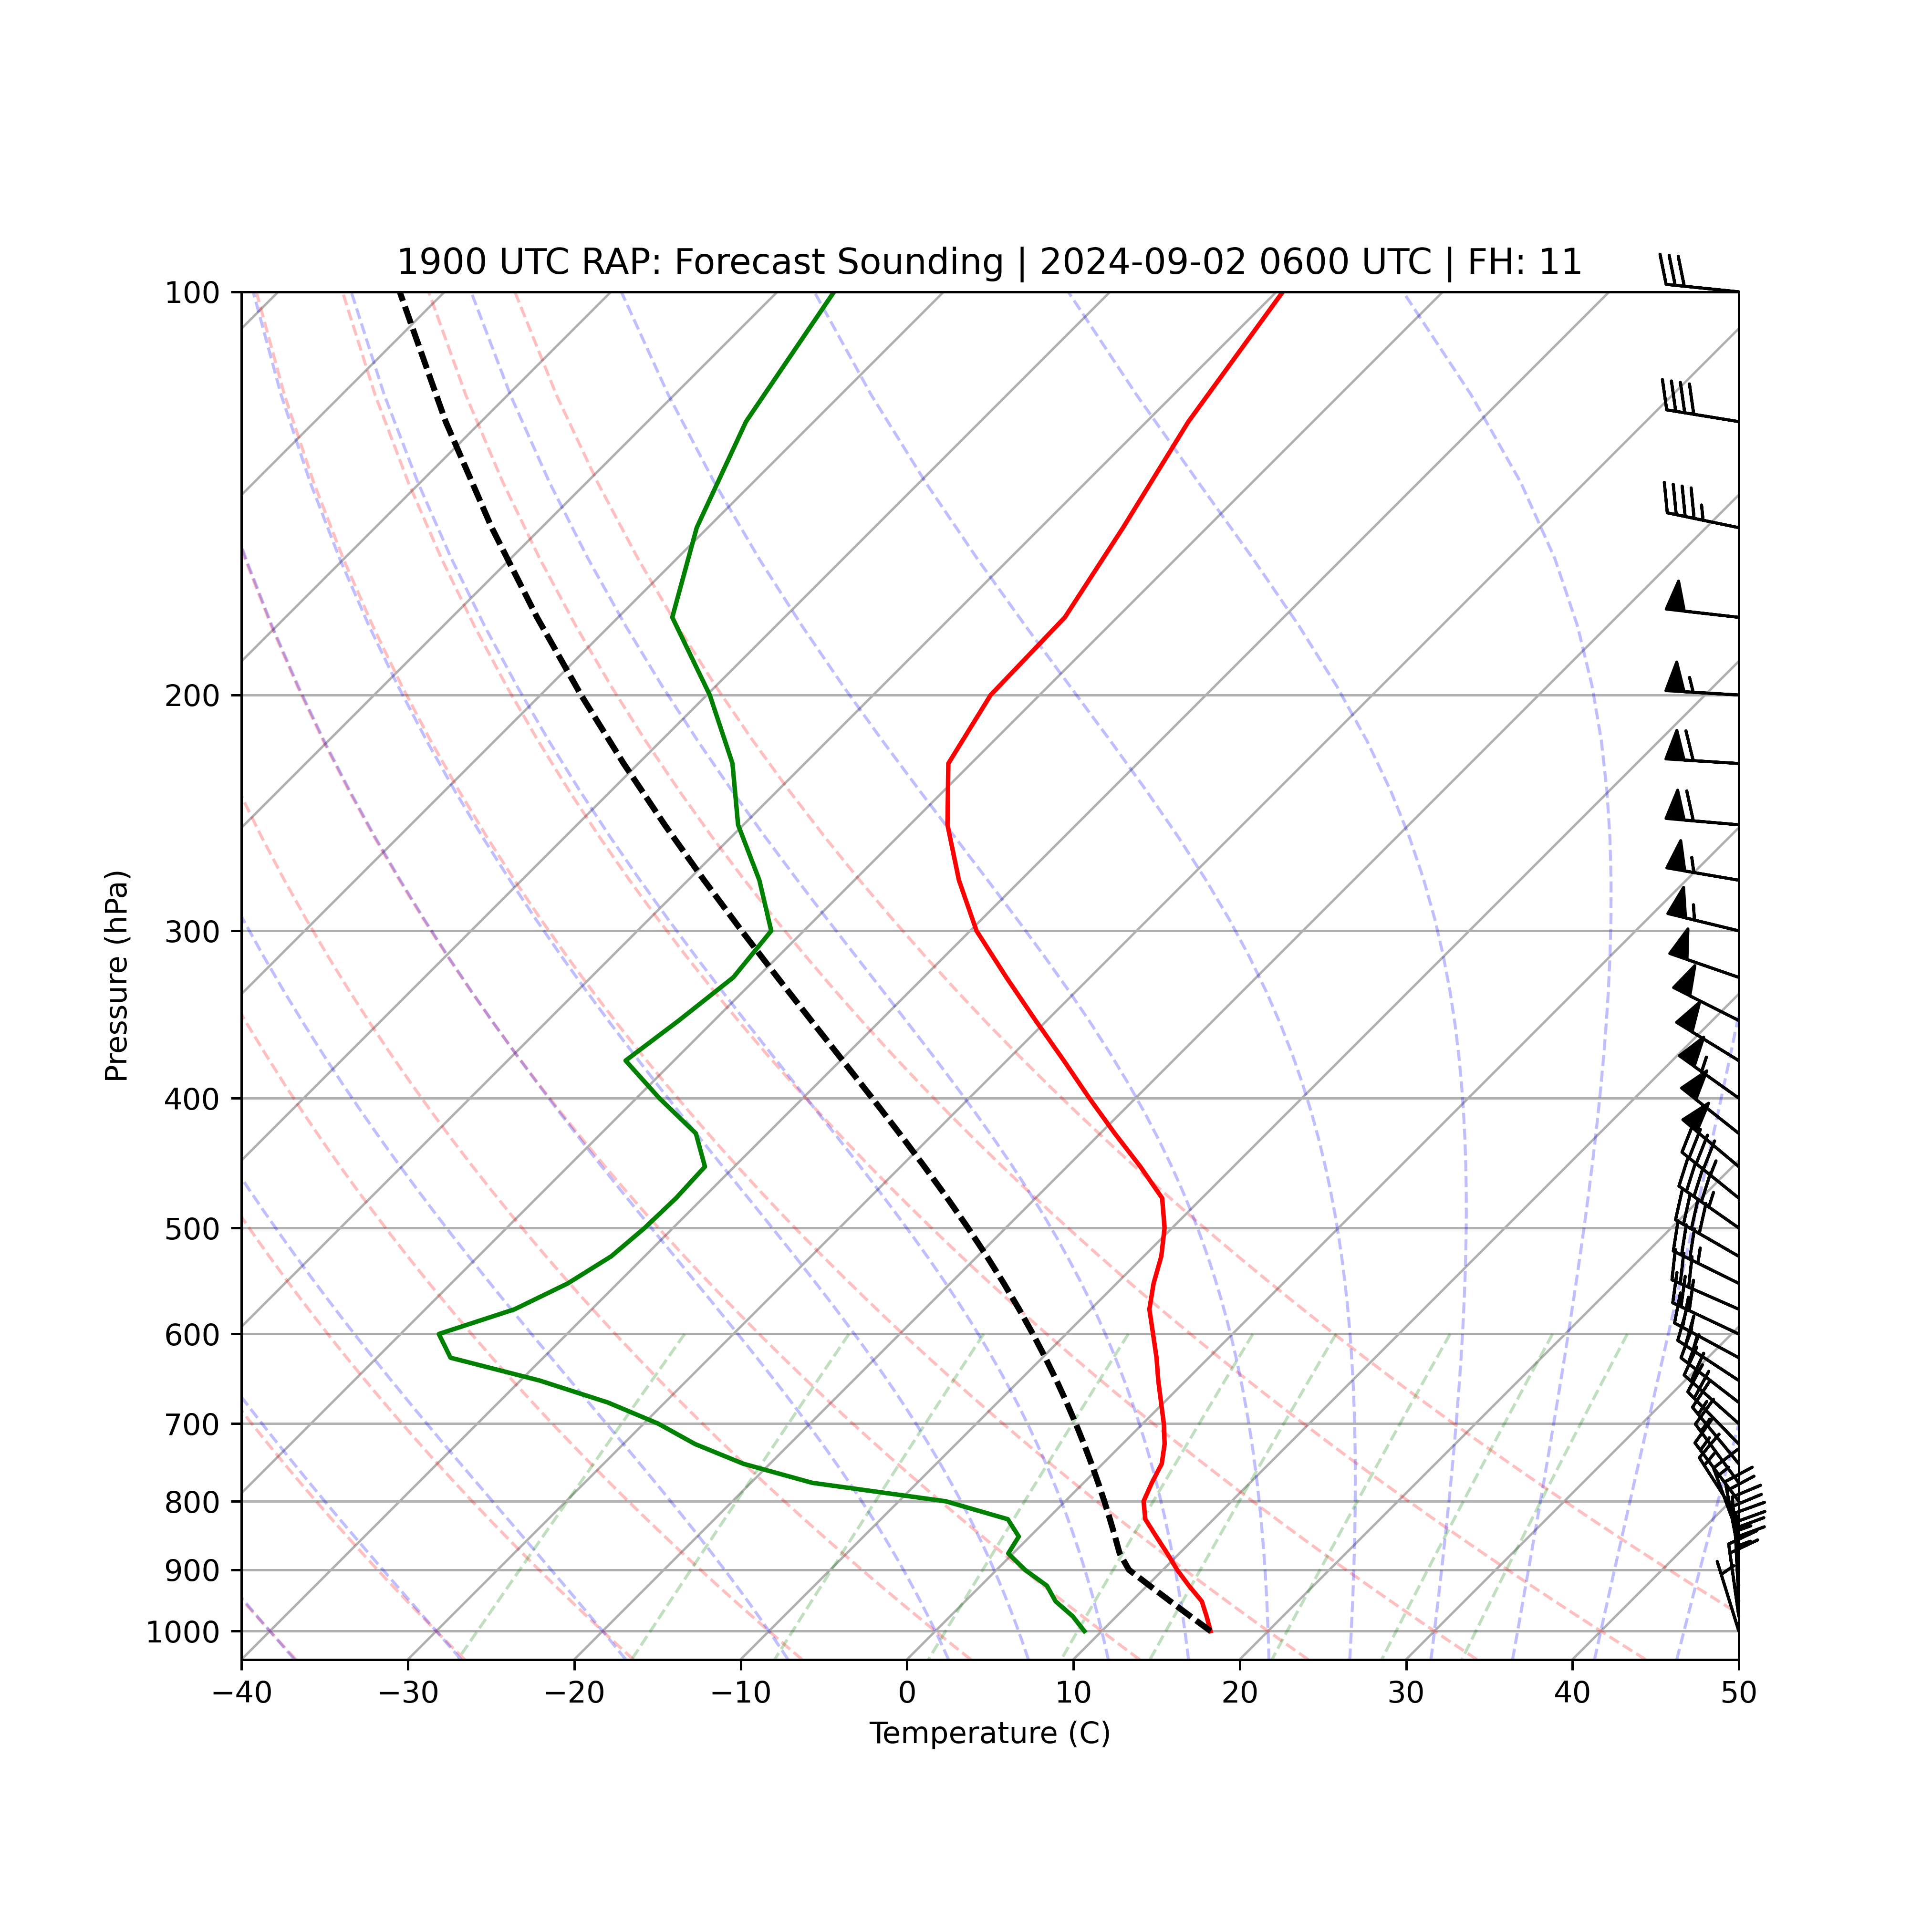 1900 UTC RAP: Forecast Sounding | 2024-09-02 0600 UTC | FH: 11
100
200
300
400
500
600
700
800
900
1000
Pressure (hPa)
−40 −30 −20 −10 0 10 20 30 40 50
Temperature (C)